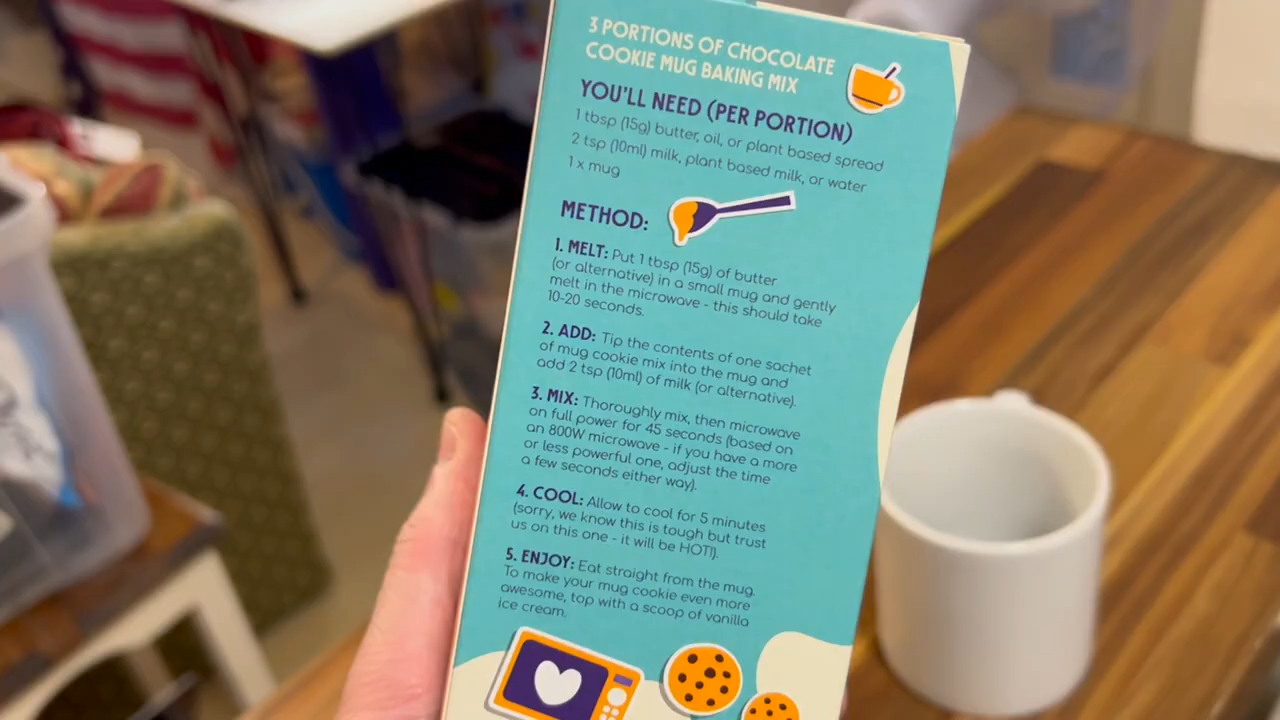 3 PORTIONS OF CHOCOLATE
COOKIE MUG BAKING MIX
YOU'LL NEED (PER PORTION)
1 tbsp (15g) butter, oil, or plant based spread
2 tsp (10ml) milk, plant based milk, or water
1 x mug
METHOD:
1. MELT: Put 1 tbsp (15g) of butter
(or alternative) in a small mug and gently
melt in the microwave - this should take
10-20 seconds.
2. ADD: Tip the contents of one sachet
of mug cookie mix into the mug and
add 2 tsp (10ml) of milk (or alternative).
3. MIX: Thoroughly mix, then microwave
on full power for 45 seconds (based on
an 800W microwave - if you have a more
or less powerful one, adjust the time
a few seconds either way).
4. COOL: Allow to cool for 5 minutes
(sorry, we know this is tough but trust
us on this one - it will be HOT!).
5. ENJOY: Eat straight from the mug.
To make your mug cookie even more
awesome, top with a scoop of vanilla
ice cream.